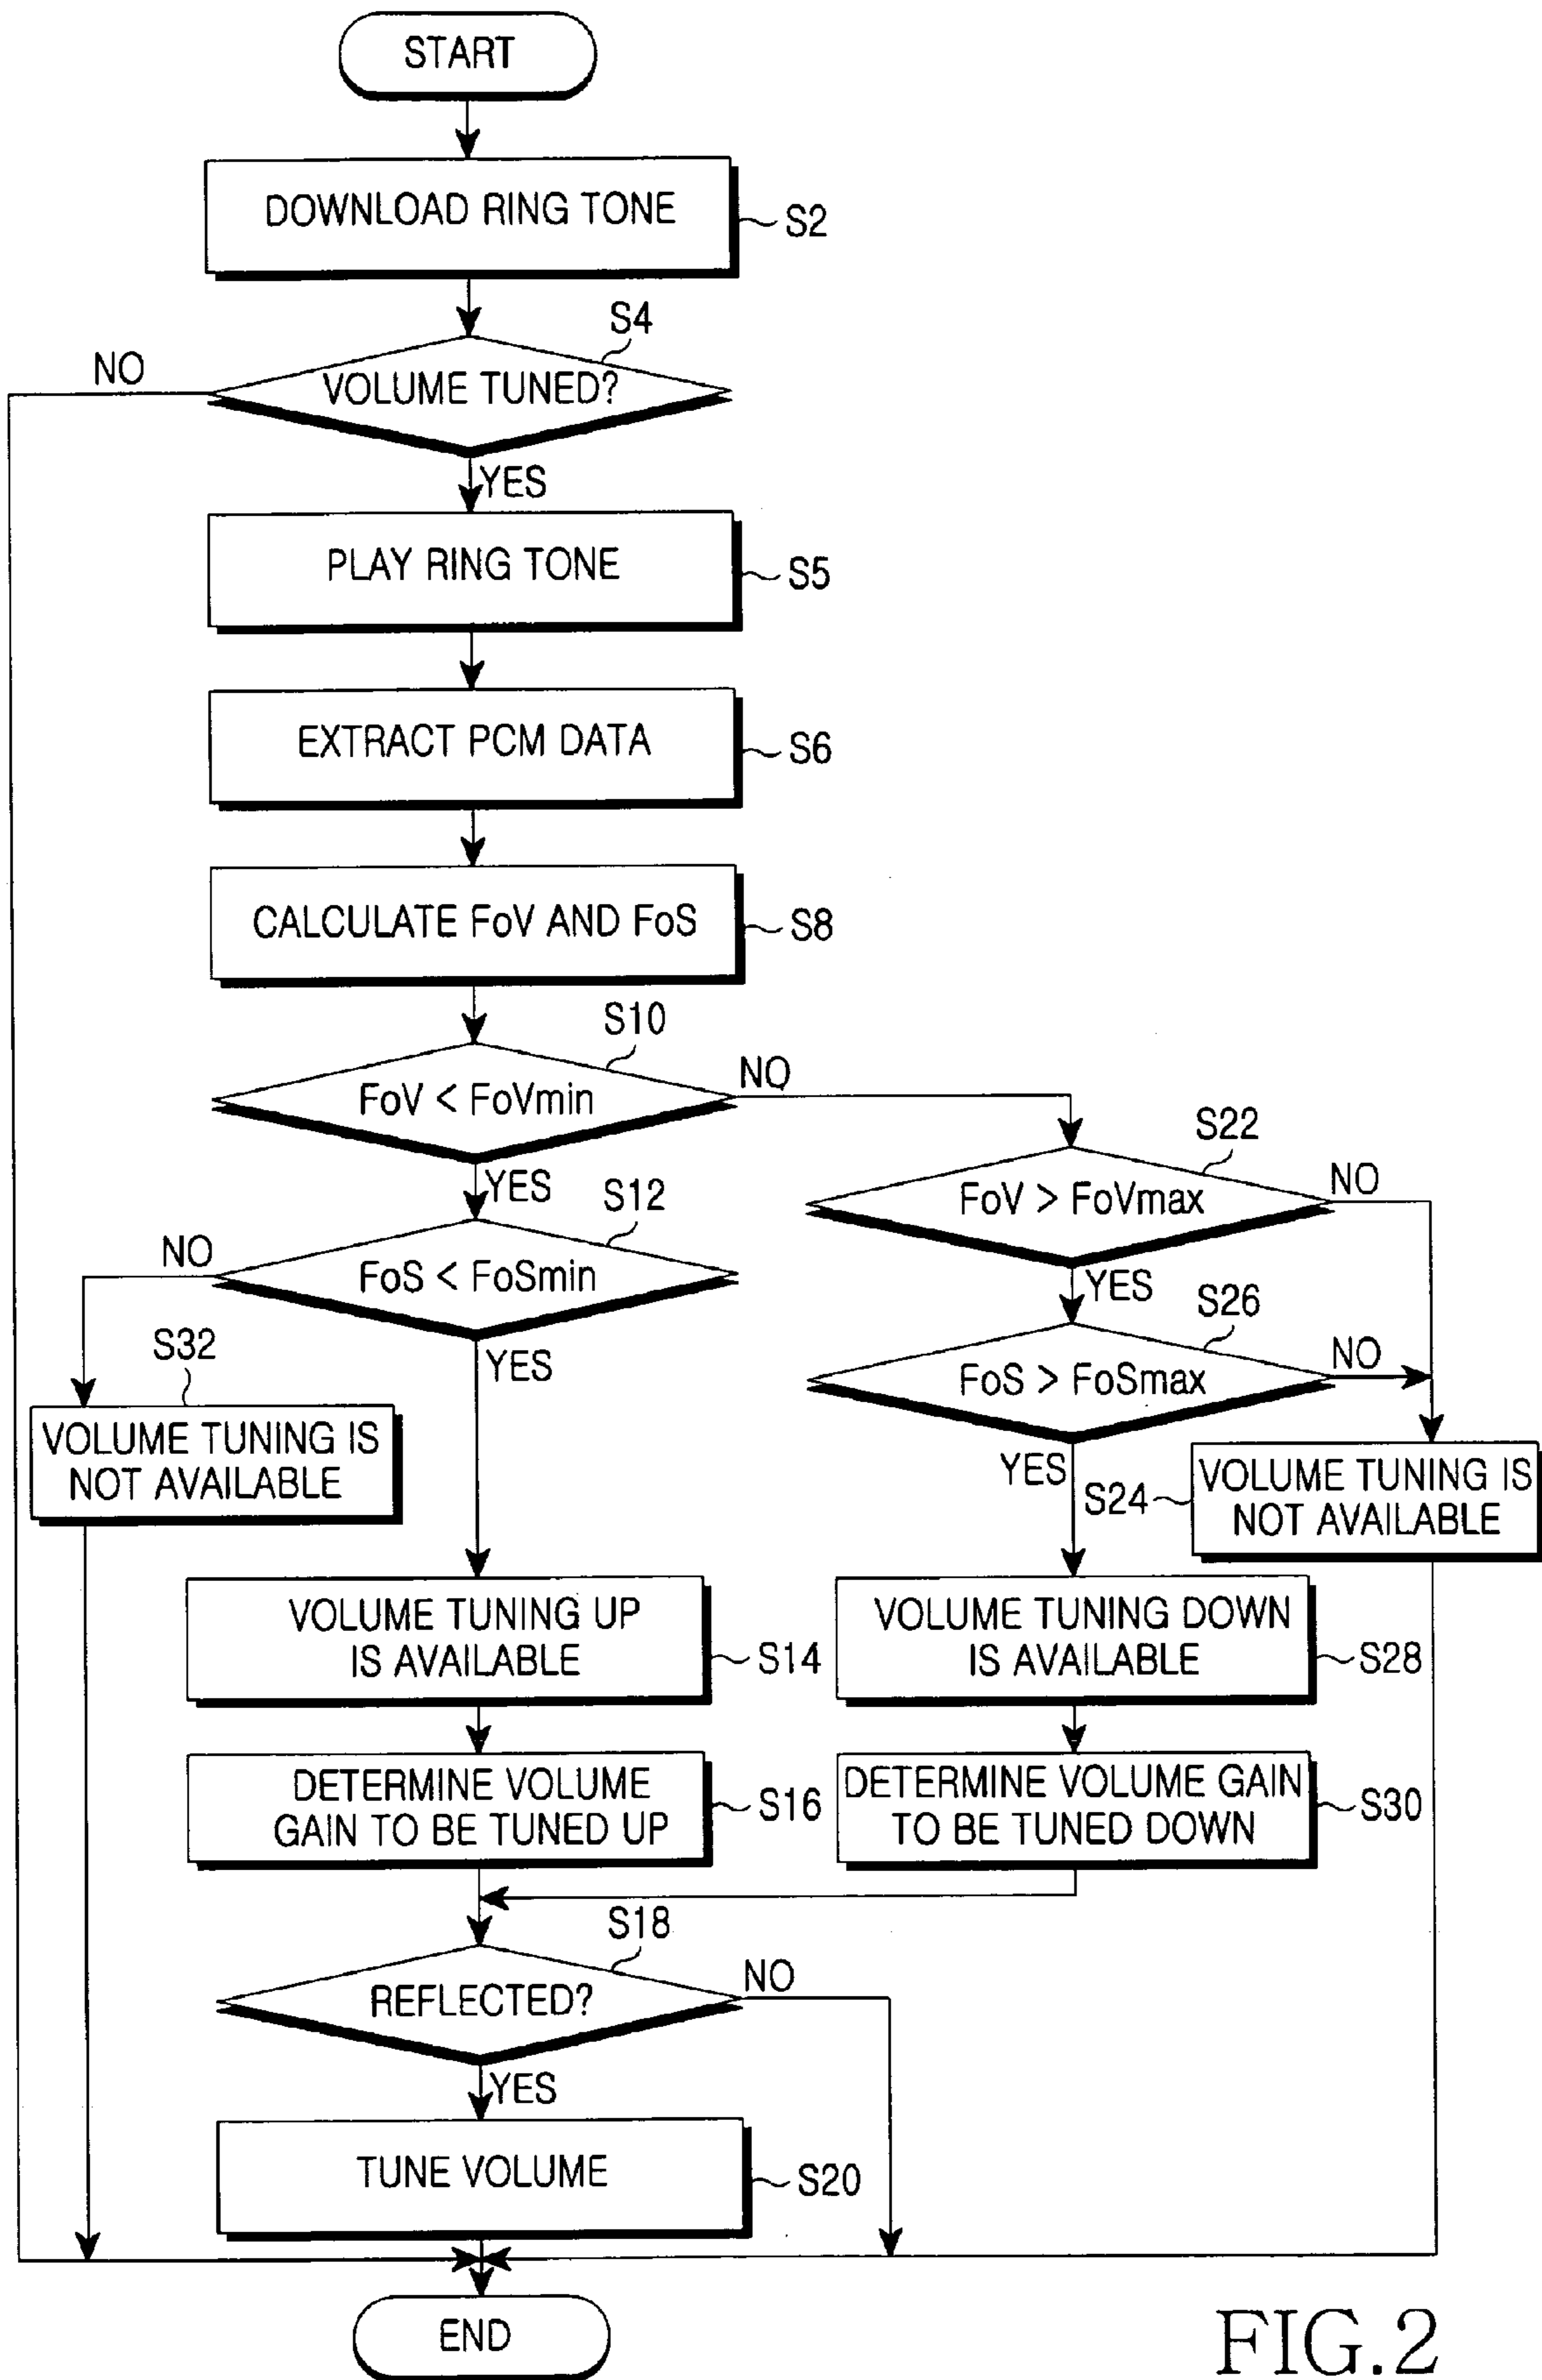 START
DOWNLOAD RING TONE
S2
S4
NO
VOLUME TUNED?
YES
PLAY RING TONE
S5
EXTRACT PCM DATA
S6
CALCULATE FoV AND FoS
S8
S10
FoV < FoVmin
NO
YES
S22
FoV > FoVmax
NO
YES
S12
NO
FoS < FoSmin
YES
S26
FoS > FoSmax
NO
YES
S32
VOLUME TUNING IS
NOT AVAILABLE
S24
VOLUME TUNING IS
NOT AVAILABLE
VOLUME TUNING UP
IS AVAILABLE
S14
VOLUME TUNING DOWN
IS AVAILABLE
S28
DETERMINE VOLUME
GAIN TO BE TUNED UP
S16
DETERMINE VOLUME GAIN
TO BE TUNED DOWN
S30
S18
REFLECTED?
NO
YES
TUNE VOLUME
S20
END
FIG.2